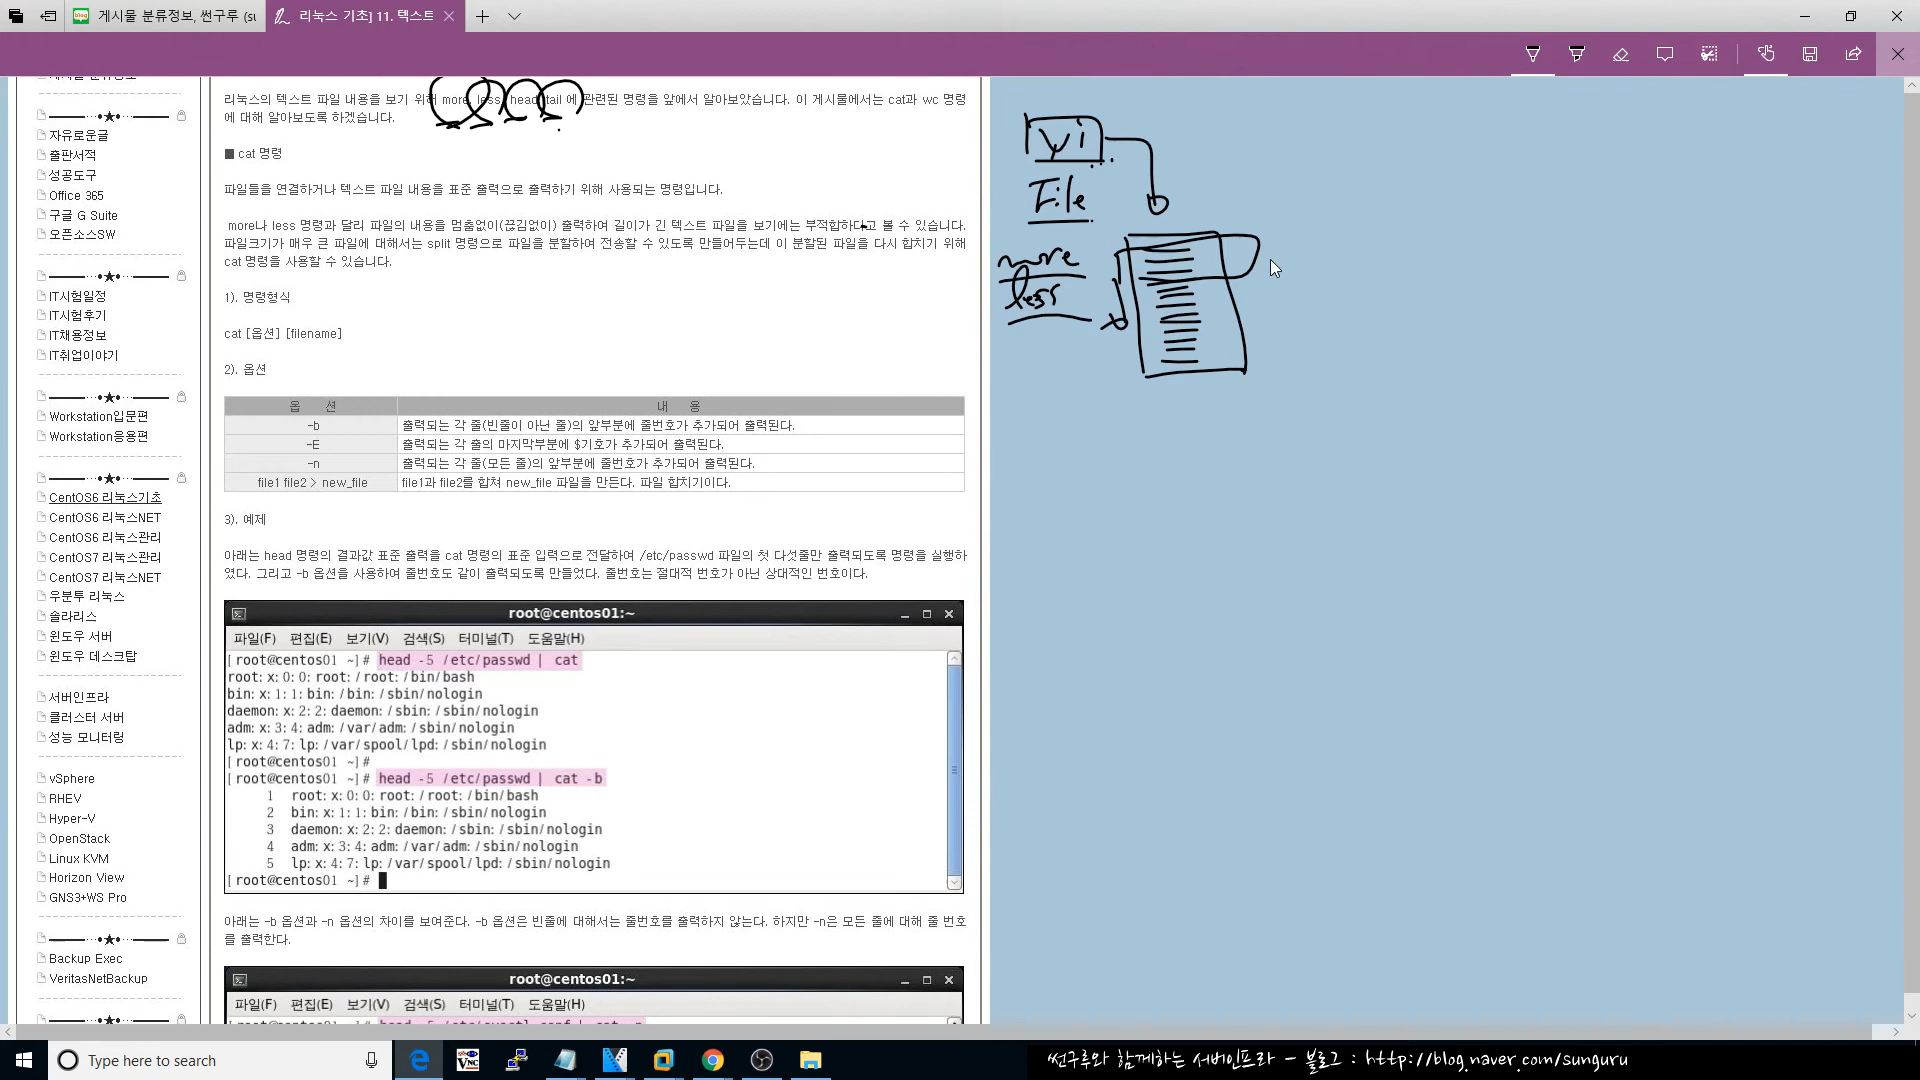 게시물 분류정보, 썬구루 (su
리눅스 기초] 11. 텍스트
자유로운글
출판서적
성공도구
Office 365
구글 G Suite
오픈소스SW
IT시험일정
IT시험후기
IT채용정보
IT취업이야기
Workstation입문편
Workstation응용편
CentOS6 리눅스기초
CentOS6 리눅스NET
CentOS6 리눅스관리
CentOS7 리눅스관리
CentOS7 리눅스NET
우분투 리눅스
솔라리스
윈도우 서버
윈도우 데스크탑
서버인프라
클러스터 서버
성능 모니터링
vSphere
RHEV
Hyper-V
OpenStack
Linux KVM
Horizon View
GNS3+WS Pro
Backup Exec
VeritasNetBackup
리눅스의 텍스트 파일 내용을 보기 위해 more, less, head, tail 에 관련된 명령을 앞에서 알아보았습니다. 이 게시물에서는 cat과 wc 명령
에 대해 알아보도록 하겠습니다.
■ cat 명령
파일들을 연결하거나 텍스트 파일 내용을 표준 출력으로 출력하기 위해 사용되는 명령입니다.
more나 less 명령과 달리 파일의 내용을 멈춤없이(끊김없이) 출력하여 길이가 긴 텍스트 파일을 보기에는 부적합하다고 볼 수 있습니다.
파일크기가 매우 큰 파일에 대해서는 split 명령으로 파일을 분할하여 전송할 수 있도록 만들어두는데 이 분할된 파일을 다시 합치기 위해
cat 명령을 사용할 수 있습니다.
1). 명령형식
cat [옵션] [filename]
2). 옵션
옵 션 내 용
-b 출력되는 각 줄(빈줄이 아닌 줄)의 앞부분에 줄번호가 추가되어 출력된다.
-E 출력되는 각 줄의 마지막부분에 $기호가 추가되어 출력된다.
-n 출력되는 각 줄(모든 줄)의 앞부분에 줄번호가 추가되어 출력된다.
file1 file2 > new_file file1과 file2를 합쳐 new_file 파일을 만든다. 파일 합치기이다.
3). 예제
아래는 head 명령의 결과값 표준 출력을 cat 명령의 표준 입력으로 전달하여 /etc/passwd 파일의 첫 다섯줄만 출력되도록 명령을 실행하
였다. 그리고 -b 옵션을 사용하여 줄번호도 같이 출력되도록 만들었다. 줄번호는 절대적 번호가 아닌 상대적인 번호이다.
root@centos01:~
파일(F) 편집(E) 보기(V) 검색(S) 터미널(T) 도움말(H)
[root@centos01 ~]# head -5 /etc/passwd | cat
root:x:0:0:root:/root:/bin/bash
bin:x:1:1:bin:/bin:/sbin/nologin
daemon:x:2:2:daemon:/sbin:/sbin/nologin
adm:x:3:4:adm:/var/adm:/sbin/nologin
lp:x:4:7:lp:/var/spool/lpd:/sbin/nologin
[root@centos01 ~]#
[root@centos01 ~]# head -5 /etc/passwd | cat -b
1 root:x:0:0:root:/root:/bin/bash
2 bin:x:1:1:bin:/bin:/sbin/nologin
3 daemon:x:2:2:daemon:/sbin:/sbin/nologin
4 adm:x:3:4:adm:/var/adm:/sbin/nologin
5 lp:x:4:7:lp:/var/spool/lpd:/sbin/nologin
[root@centos01 ~]#
아래는 -b 옵션과 -n 옵션의 차이를 보여준다. -b 옵션은 빈줄에 대해서는 줄번호를 출력하지 않는다. 하지만 -n은 모든 줄에 대해 줄 번호
를 출력한다.
root@centos01:~
파일(F) 편집(E) 보기(V) 검색(S) 터미널(T) 도움말(H)
vi
File
more
less
Type here to search
썬구루와 함께하는 서버인프라 - 블로그 : http://blog.naver.com/sunguru